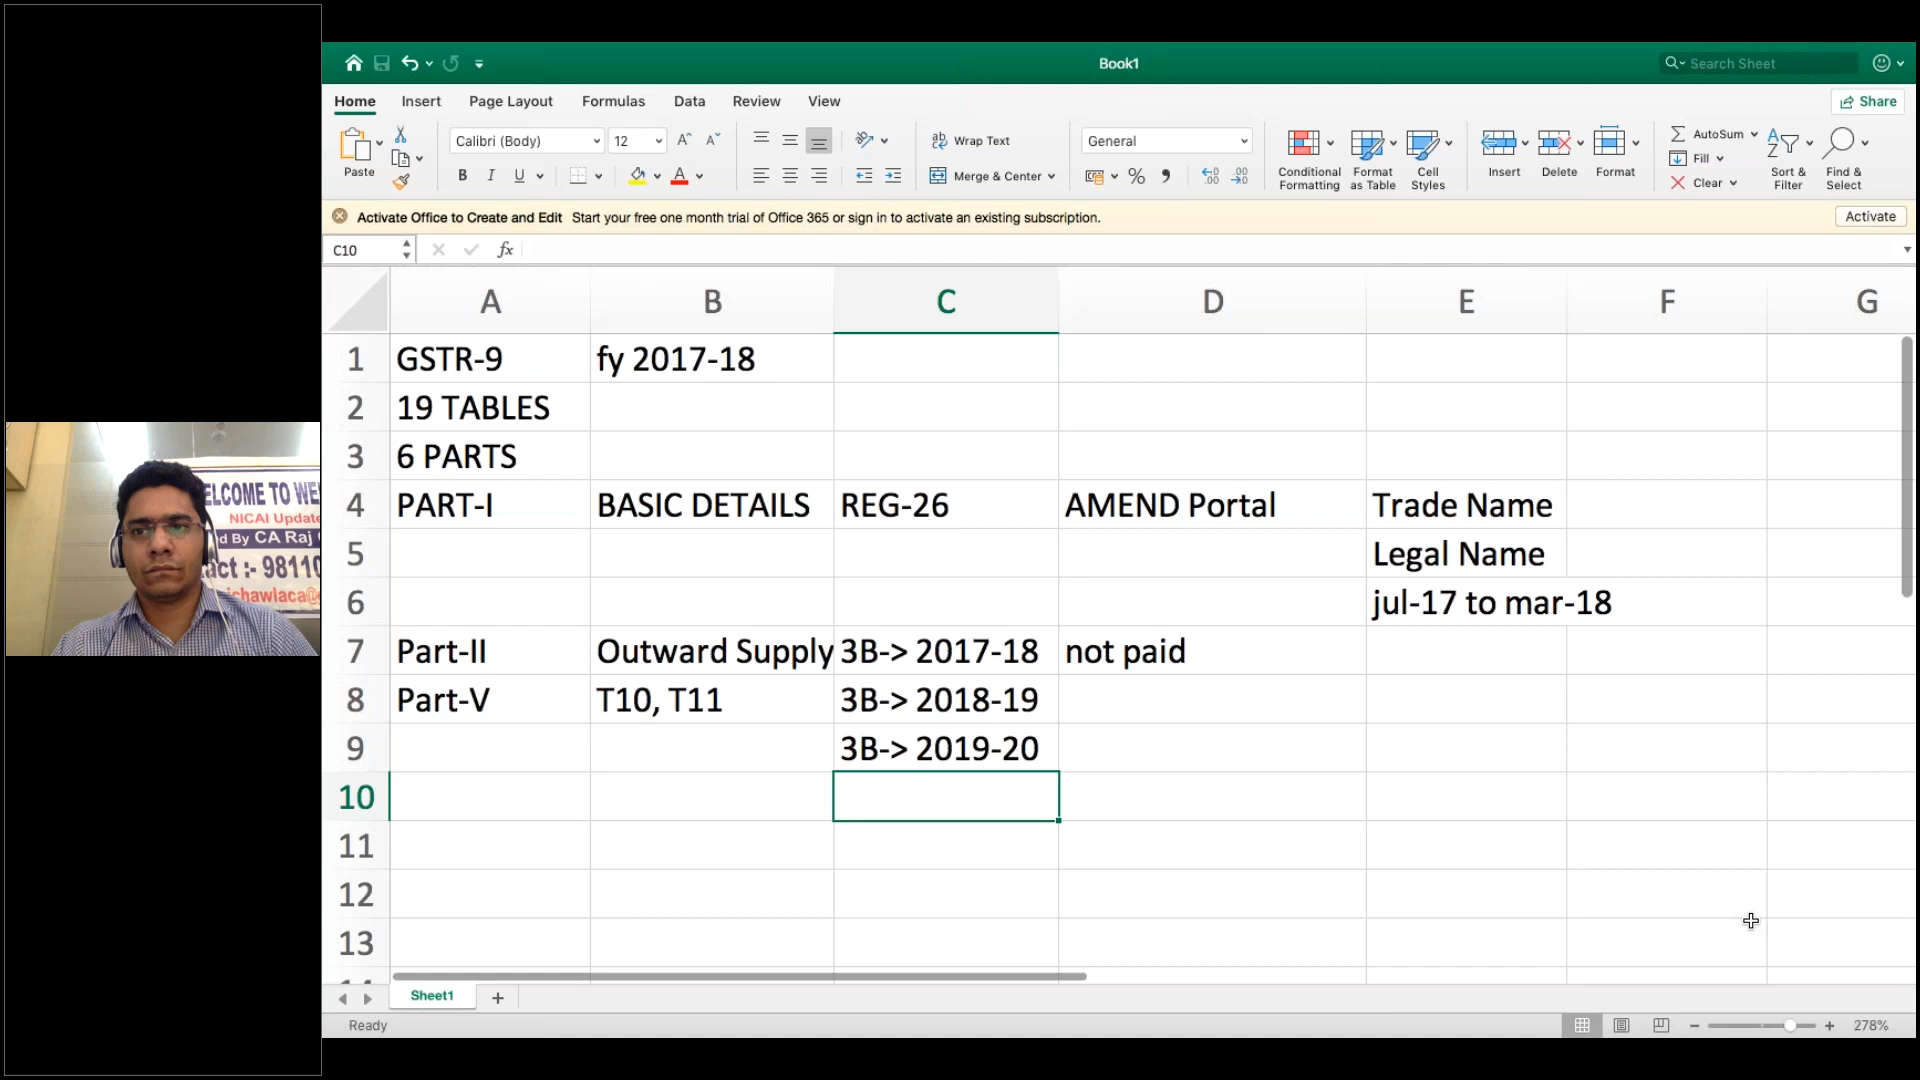 Book1
Search Sheet
Home Insert Page Layout Formulas Data Review View
Share
Paste
Calibri (Body) 12
B I U A
Wrap Text
Merge & Center
General
Conditional Formatting
Format as Table
Cell Styles
Insert
Delete
Format
AutoSum
Fill
Clear
Sort & Filter
Find & Select
Activate Office to Create and Edit Start your free one month trial of Office 365 or sign in to activate an existing subscription.
Activate
C10 fx
A B C D E F G
1 GSTR-9 fy 2017-18
2 19 TABLES
3 6 PARTS
4 PART-I BASIC DETAILS REG-26 AMEND Portal Trade Name
5 Legal Name
6 jul-17 to mar-18
7 Part-II Outward Supply 3B-> 2017-18 not paid
8 Part-V T10, T11 3B-> 2018-19
9 3B-> 2019-20
10
11
12
13
Sheet1
Ready
278%
ELCOME TO WE
NICAI Update
d By CA Raj
act :- 98110
chawlaca@